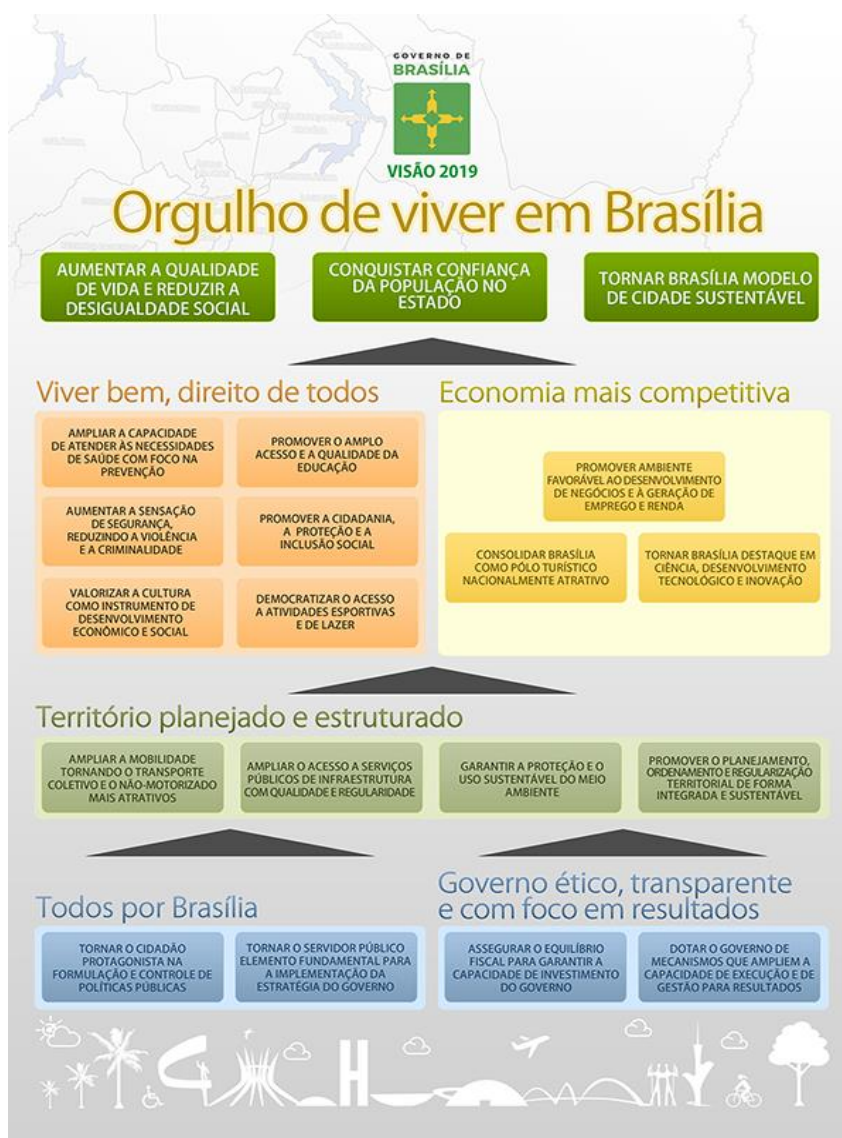 GOVERNO DE
BRASÍLIA
VISÃO 2019
Orgulho de viver em Brasília
AUMENTAR A QUALIDADE
DE VIDA E REDUZIR A
DESIGUALDADE SOCIAL
CONQUISTAR CONFIANÇA
DA POPULAÇÃO NO
ESTADO
TORNAR BRASÍLIA MODELO
DE CIDADE SUSTENTÁVEL
Viver bem, direito de todos
AMPLIAR A CAPACIDADE
DE ATENDER ÀS NECESSIDADES
DE SAÚDE COM FOCO NA
PREVENÇÃO
PROMOVER O AMPLO
ACESSO E A QUALIDADE DA
EDUCAÇÃO
AUMENTAR A SENSAÇÃO
DE SEGURANÇA,
REDUZINDO A VIOLÊNCIA
E A CRIMINALIDADE
PROMOVER A CIDADANIA,
A PROTEÇÃO E A
INCLUSÃO SOCIAL
VALORIZAR A CULTURA
COMO INSTRUMENTO DE
DESENVOLVIMENTO
ECONÔMICO E SOCIAL
DEMOCRATIZAR O ACESSO
A ATIVIDADES ESPORTIVAS
E DE LAZER
Economia mais competitiva
PROMOVER AMBIENTE
FAVORÁVEL AO DESENVOLVIMENTO
DE NEGÓCIOS E À GERAÇÃO DE
EMPREGO E RENDA
CONSOLIDAR BRASÍLIA
COMO PÓLO TURÍSTICO
NACIONALMENTE ATRATIVO
TORNAR BRASÍLIA DESTAQUE EM
CIÊNCIA, DESENVOLVIMENTO
TECNOLÓGICO E INOVAÇÃO
Território planejado e estruturado
AMPLIAR A MOBILIDADE
TORNANDO O TRANSPORTE
COLETIVO E O NÃO-MOTORIZADO
MAIS ATRATIVOS
AMPLIAR O ACESSO A SERVIÇOS
PÚBLICOS DE INFRAESTRUTURA
COM QUALIDADE E REGULARIDADE
GARANTIR A PROTEÇÃO E O
USO SUSTENTÁVEL DO MEIO
AMBIENTE
PROMOVER O PLANEJAMENTO,
ORDENAMENTO E REGULARIZAÇÃO
TERRITORIAL DE FORMA
INTEGRADA E SUSTENTÁVEL
Todos por Brasília
TORNAR O CIDADÃO
PROTAGONISTA NA
FORMULAÇÃO E CONTROLE DE
POLÍTICAS PÚBLICAS
TORNAR O SERVIDOR PÚBLICO
ELEMENTO FUNDAMENTAL PARA
A IMPLEMENTAÇÃO DA
ESTRATÉGIA DO GOVERNO
Governo ético, transparente
e com foco em resultados
ASSEGURAR O EQUILÍBRIO
FISCAL PARA GARANTIR A
CAPACIDADE DE INVESTIMENTO
DO GOVERNO
DOTAR O GOVERNO DE
MECANISMOS QUE AMPLIEM A
CAPACIDADE DE EXECUÇÃO E DE
GESTÃO PARA RESULTADOS